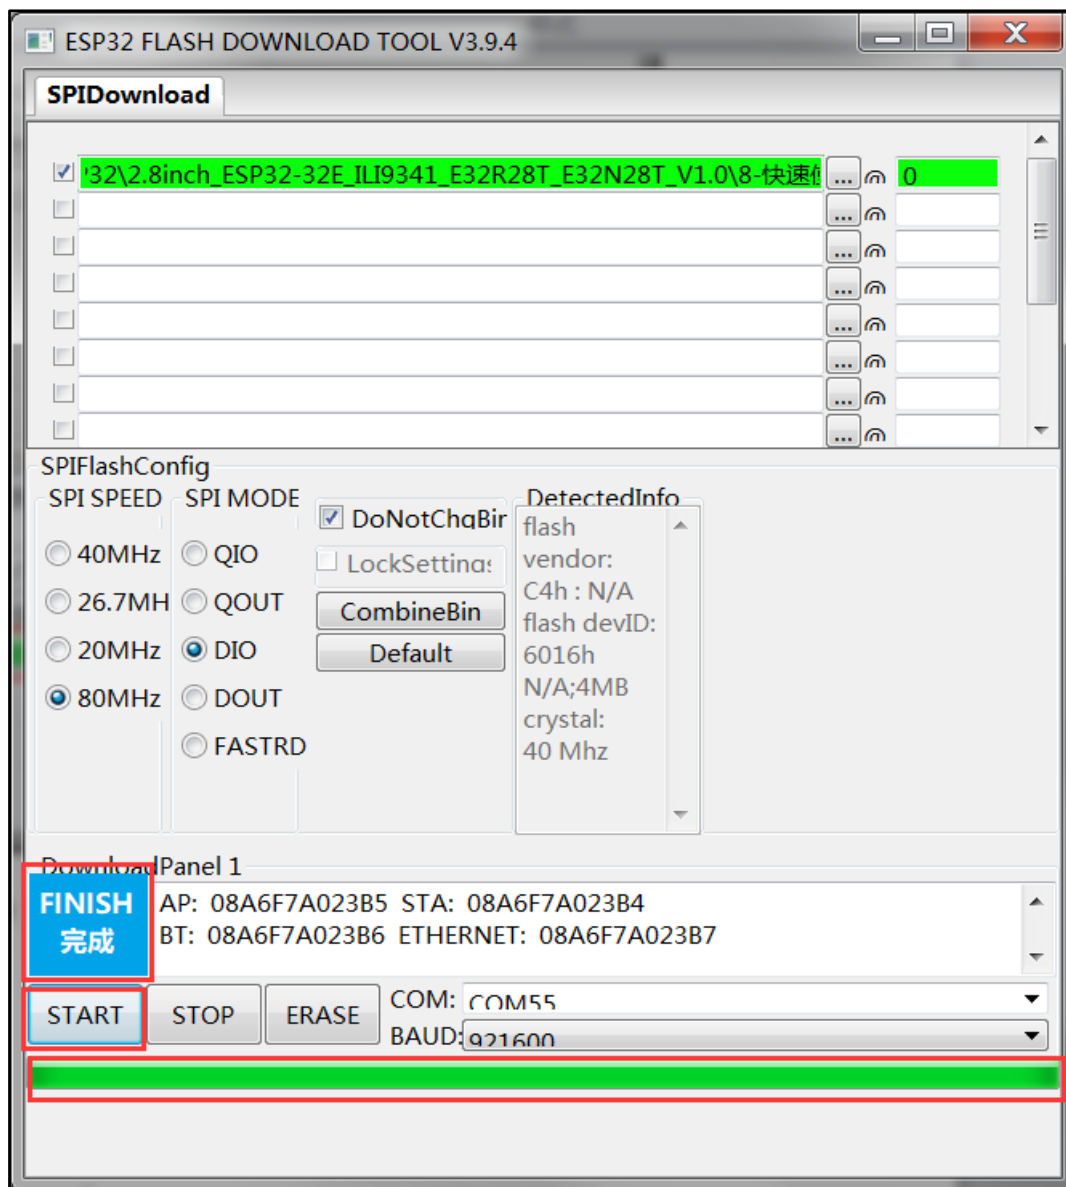 ESP32 FLASH DOWNLOAD TOOL V3.9.4
SPIDownload
32\2.8inch_ESP32-32E_ILI9341_E32R28T_E32N28T_V1.0\8-快速 ... @ 0
... @
... @
... @
... @
... @
... @
... @
SPIFlashConfig
SPI SPEED SPI MODE DetectedInfo
40MHz QIO DoNotChgBin flash
26.7MH QOUT LockSettings vendor:
20MHz DIO CombineBin C4h : N/A
80MHz DOUT Default flash devID:
FASTRD 6016h
N/A;4MB
crystal:
40 Mhz
DownloadPanel 1
FINISH AP: 08A6F7A023B5 STA: 08A6F7A023B4
完成 BT: 08A6F7A023B6 ETHERNET: 08A6F7A023B7
START STOP ERASE COM: COM55
BAUD: 921600